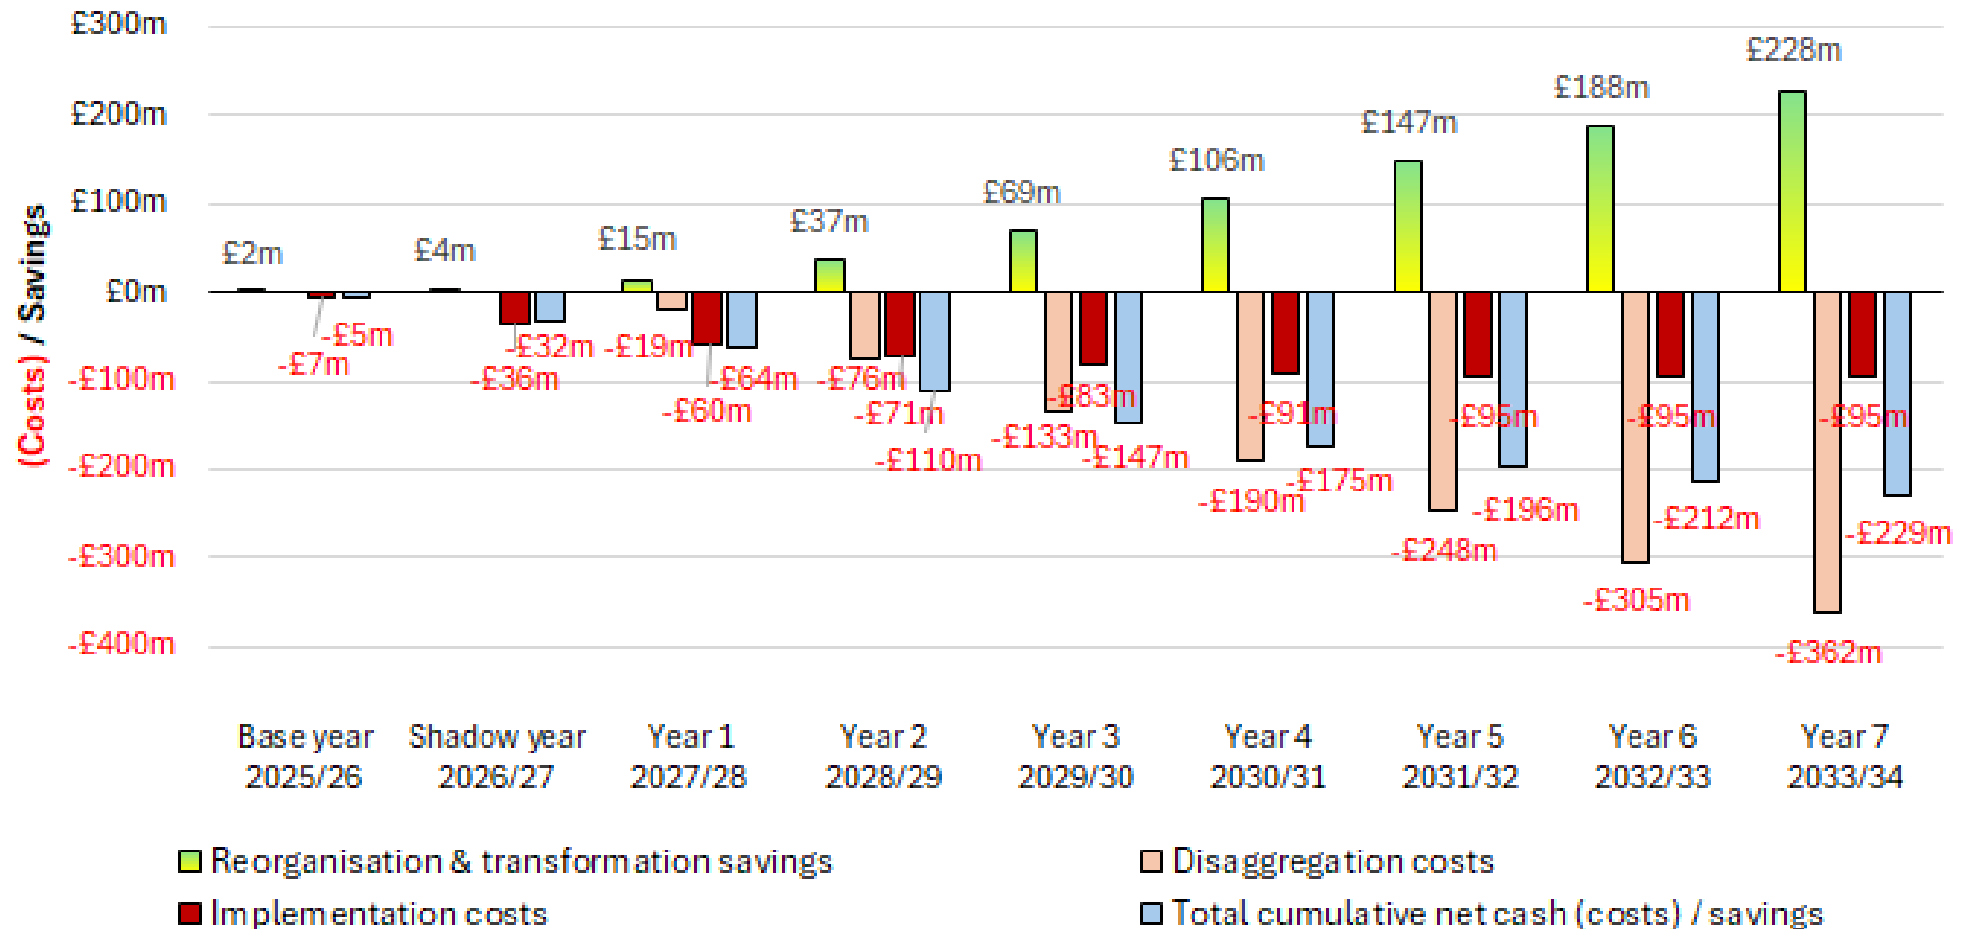 £300m
£200m
£100m
£0m
-£100m
-£200m
-£300m
-£400m
(Costs) / Savings
£2m
-£7m
-£5m
£4m
-£36m
-£32m
£15m
-£19m
-£60m
-£64m
£37m
-£76m
-£71m
-£110m
£69m
-£133m
-£83m
-£147m
£106m
-£190m
-£91m
-£175m
£147m
-£248m
-£95m
-£196m
£188m
-£305m
-£95m
-£212m
£228m
-£362m
-£95m
-£229m
Base year
2025/26
Shadow year
2026/27
Year 1
2027/28
Year 2
2028/29
Year 3
2029/30
Year 4
2030/31
Year 5
2031/32
Year 6
2032/33
Year 7
2033/34
Reorganisation & transformation savings
Disaggregation costs
Implementation costs
Total cumulative net cash (costs) / savings